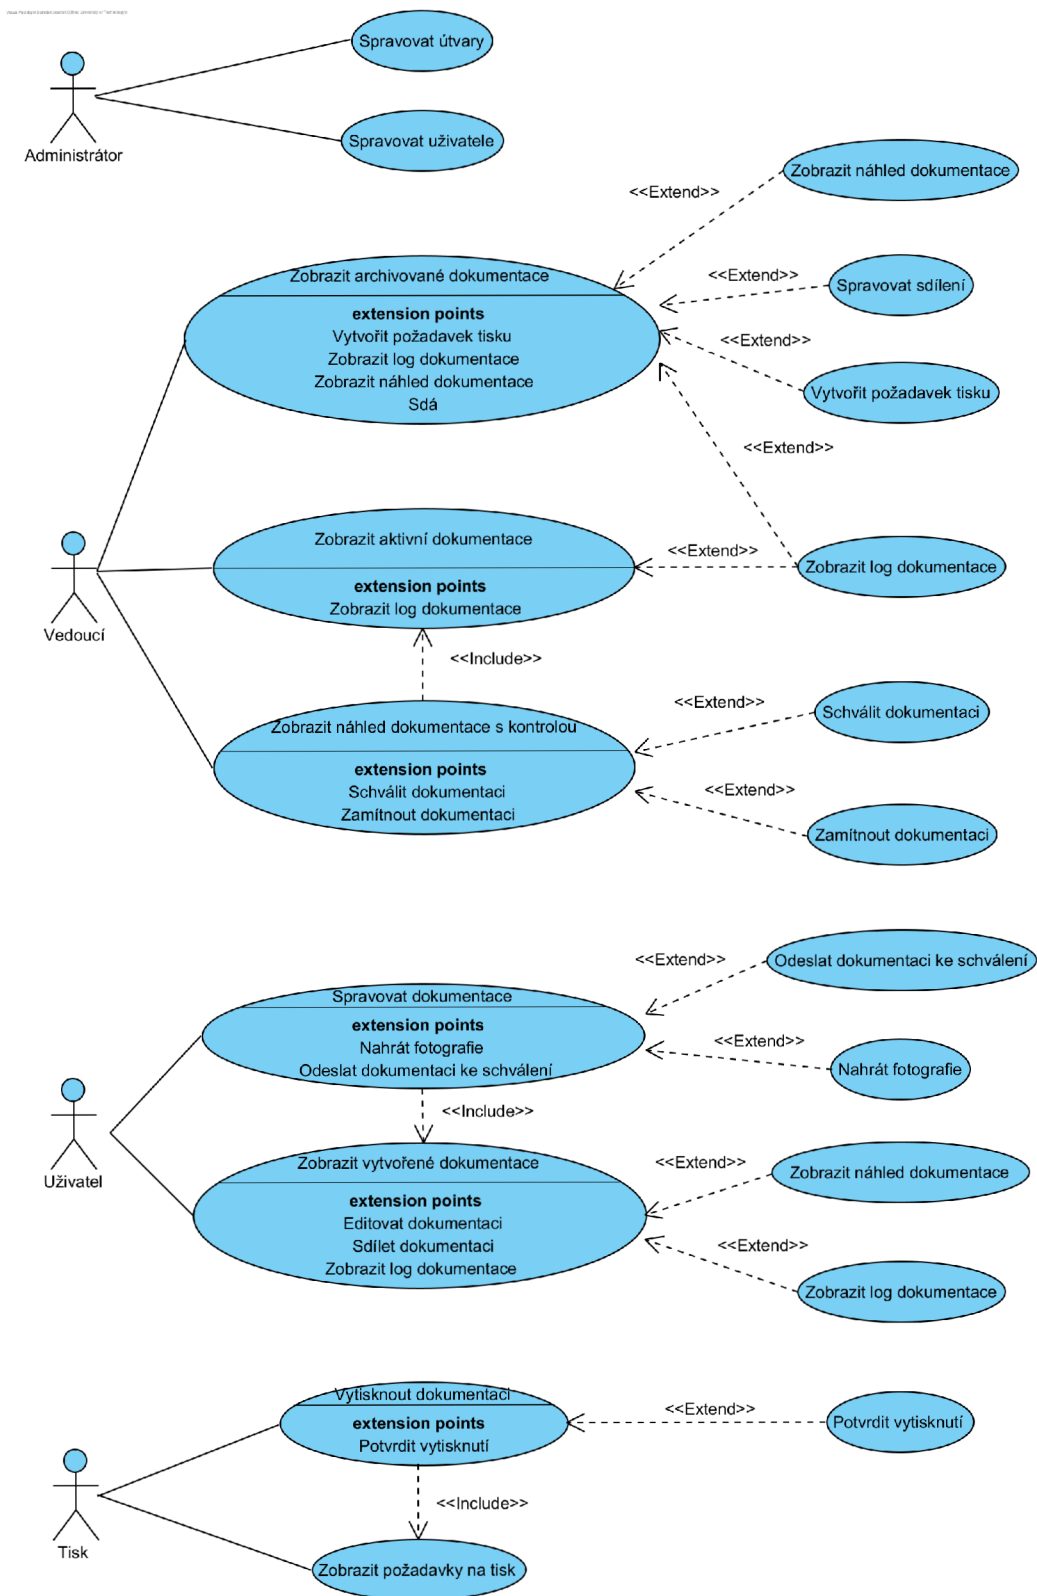 Spravovat útvary
Administrátor
Spravovat uživatele
Zobrazit náhled dokumentace
<<Extend>>
Zobrazit archivované dokumentace
<<Extend>>
Spravovat sdílení
extension points
Vytvořit požadavek tisku
<<Extend>>
Zobrazit log dokumentace
Zobrazit náhled dokumentace
Vytvořit požadavek tisku
Sdá
<<Extend>>
Zobrazit aktivní dokumentace
<<Extend>>
Zobrazit log dokumentace
extension points
Zobrazit log dokumentace
Vedoucí
<<Include>>
<<Extend>>
Schválit dokumentaci
Zobrazit náhled dokumentace s kontrolou
extension points
Schválit dokumentaci
<<Extend>>
Zamítnout dokumentaci
Zamítnout dokumentaci
<<Extend>>
Odeslat dokumentaci ke schválení
Spravovat dokumentace
extension points
Nahrát fotografie
<<Extend>>
Odeslat dokumentaci ke schválení
Nahrát fotografie
<<Include>>
Uživatel
Zobrazit vytvořené dokumentace
<<Extend>>
Zobrazit náhled dokumentace
extension points
Editovat dokumentaci
Sdílet dokumentaci
<<Extend>>
Zobrazit log dokumentace
Zobrazit log dokumentace
Vytisknout dokumentaci
<<Extend>>
extension points
Potvrdit vytisknutí
Potvrdit vytisknutí
<<Include>>
Tisk
Zobrazit požadavky na tisk